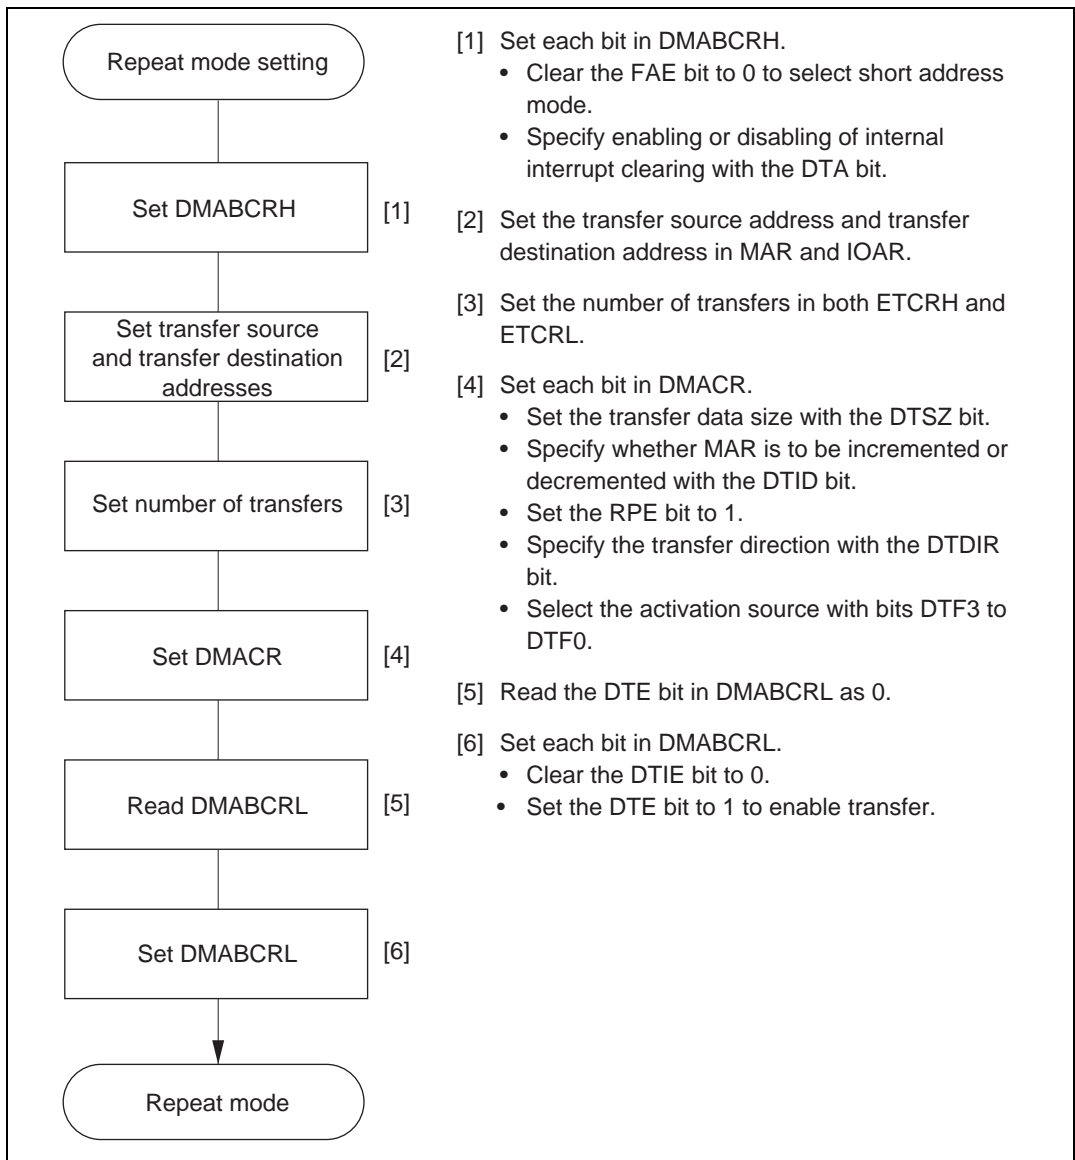 Repeat mode setting
Set DMABCRH
[1]
Set transfer source
and transfer destination
addresses
[2]
Set number of transfers
[3]
Set DMACR
[4]
Read DMABCRL
[5]
Set DMABCRL
[6]
Repeat mode
[1] Set each bit in DMABCRH.
• Clear the FAE bit to 0 to select short address
mode.
• Specify enabling or disabling of internal
interrupt clearing with the DTA bit.
[2] Set the transfer source address and transfer
destination address in MAR and IOAR.
[3] Set the number of transfers in both ETCRH and
ETCRL.
[4] Set each bit in DMACR.
• Set the transfer data size with the DTSZ bit.
• Specify whether MAR is to be incremented or
decremented with the DTID bit.
• Set the RPE bit to 1.
• Specify the transfer direction with the DTDIR
bit.
• Select the activation source with bits DTF3 to
DTF0.
[5] Read the DTE bit in DMABCRL as 0.
[6] Set each bit in DMABCRL.
• Clear the DTIE bit to 0.
• Set the DTE bit to 1 to enable transfer.